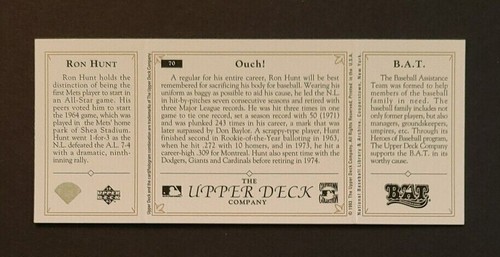 RON HUNT
Ron Hunt holds the
distinction of being the
first Mets player to start in
an All-Star game. His
peers voted him to start
the 1964 game, which was
played in the Mets' home
park of Shea Stadium.
Hunt went 1-for-3 as the
N.L. defeated the A.L. 7-4
with a dramatic, ninth-
inning rally.
70
Ouch!
A regular for his entire career, Ron Hunt will be best
remembered for sacrificing his body for baseball. Wearing his
uniform as baggy as possible to aid his cause, he led the N.L.
in hit-by-pitches seven consecutive seasons and retired with
three Major League records. He was hit three times in one
game to tie one record, set a season record with 50 (1971)
and was plunked 243 times in his career, a mark that was
later surpassed by Don Baylor. A scrappy-type player, Hunt
finished second in Rookie-of-the-Year balloting in 1963,
when he hit .272 with 10 homers, and in 1973, he hit a
career-high .309 for Montreal. Hunt also spent time with the
Dodgers, Giants and Cardinals before retiring in 1974.
THE
UPPER DECK
COMPANY
B.A.T.
The Baseball Assistance
Team was formed to help
members of the baseball
family in need. The
baseball family includes not
only former players, but also
managers, groundskeepers,
umpires, etc. Through its
Heroes of Baseball program,
The Upper Deck Company
supports the B.A.T. in its
worthy cause.
B.A.T.